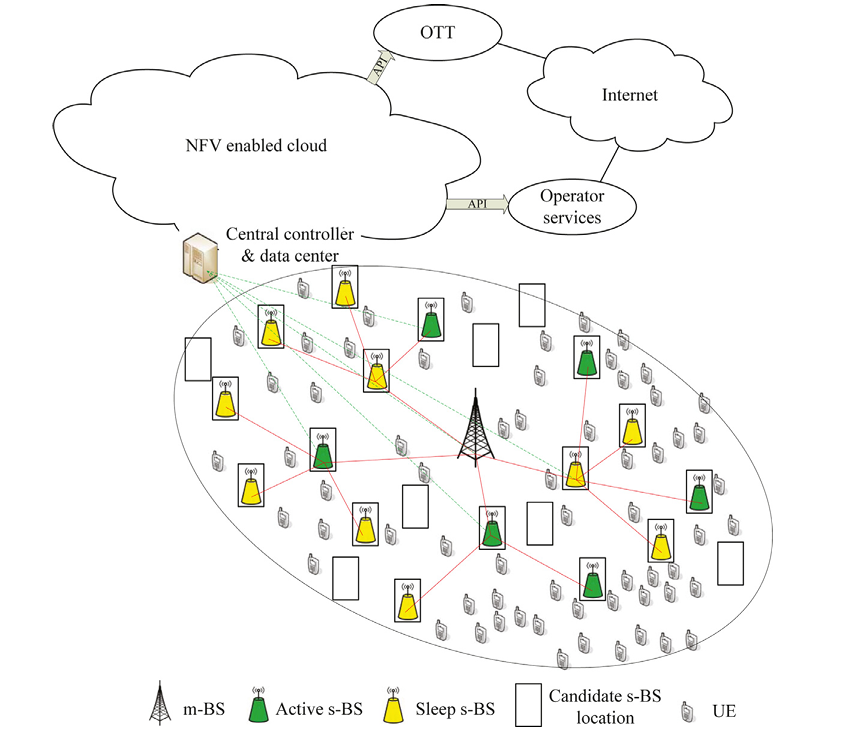 OTT
API
Internet
NFV enabled cloud
API
Operator
services
Central controller
& data center
m-BS
Active s-BS
Sleep s-BS
Candidate s-BS
location
UE